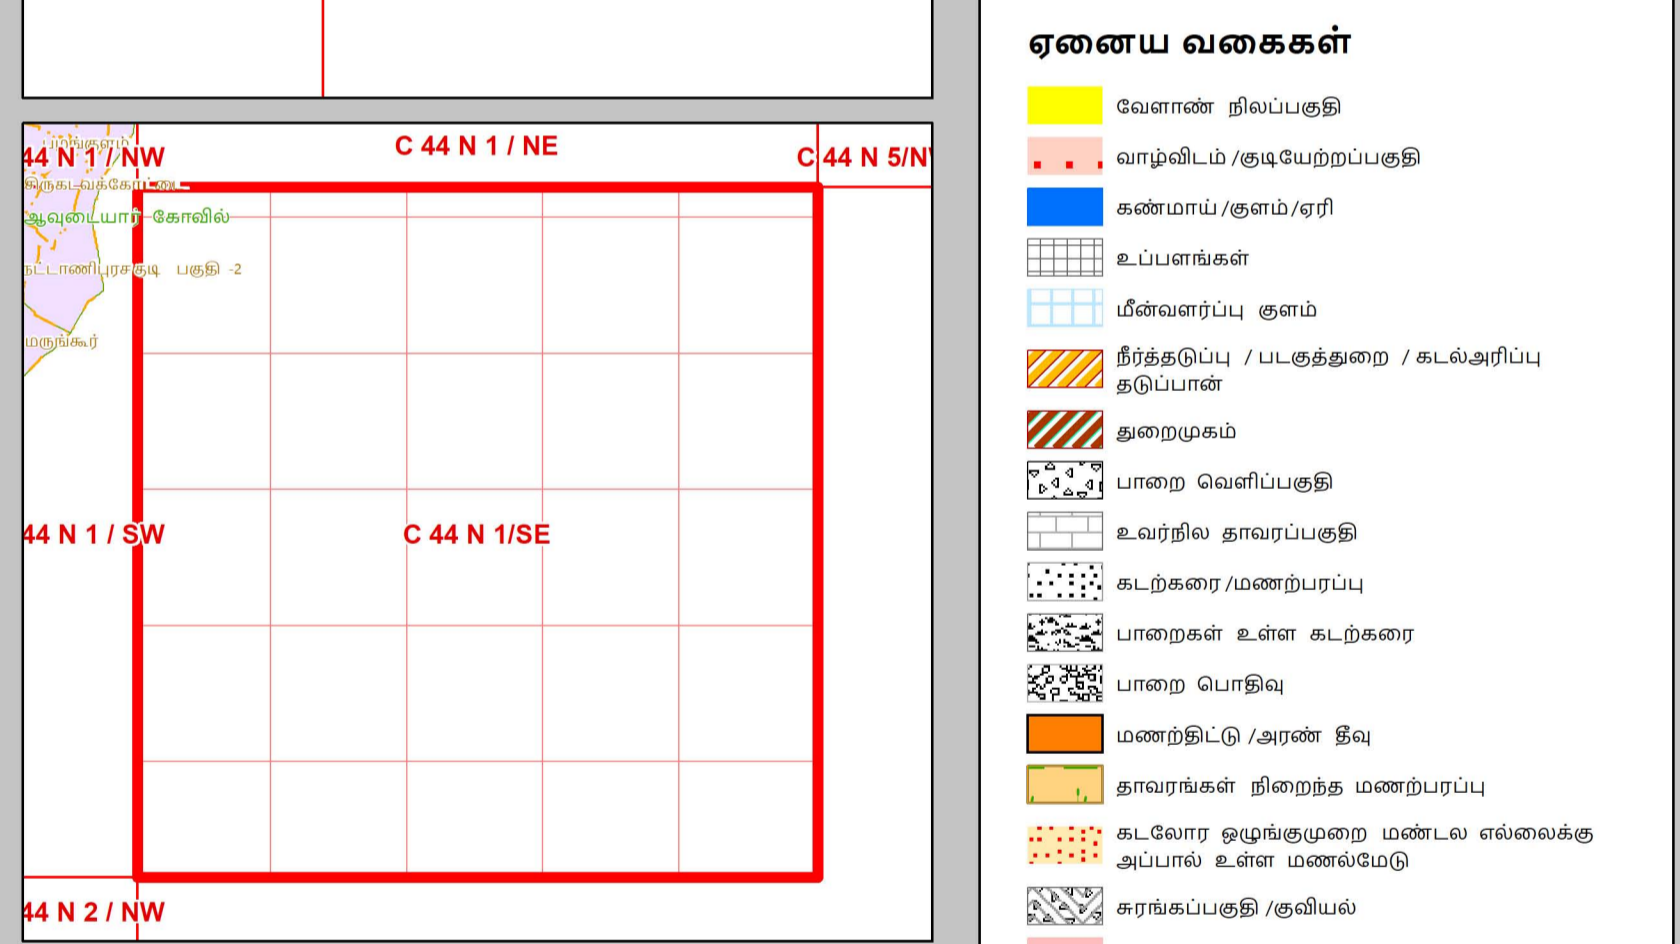 C 44 N 1 / NE
44 N 1 / NW
C 44 N 5/N
திருகடவக்கோட்டை
ஆவுடையார் கோவில்
நட்டாணிபுரசகுடி பகுதி -2
மருங்கூர்
44 N 1 / SW
C 44 N 1/SE
44 N 2 / NW
ஏனைய வகைகள்
வேளாண் நிலப்பகுதி
வாழ்விடம் /குடியேற்றப்பகுதி
கண்மாய் /குளம் /ஏரி
உப்பளங்கள்
மீன்வளர்ப்பு குளம்
நீர்த்தடுப்பு / படகுத்துறை / கடல்அரிப்பு
தடுப்பான்
துறைமுகம்
பாறை வெளிப்பகுதி
உவர்நில தாவரப்பகுதி
கடற்கரை /மணற்பரப்பு
பாறைகள் உள்ள கடற்கரை
பாறை பொதிவு
மணற்திட்டு /அரண் தீவு
தாவரங்கள் நிறைந்த மணற்பரப்பு
கடலோர ஒழுங்குமுறை மண்டல எல்லைக்கு
அப்பால் உள்ள மணல்மேடு
சுரங்கப்பகுதி /குவியல்